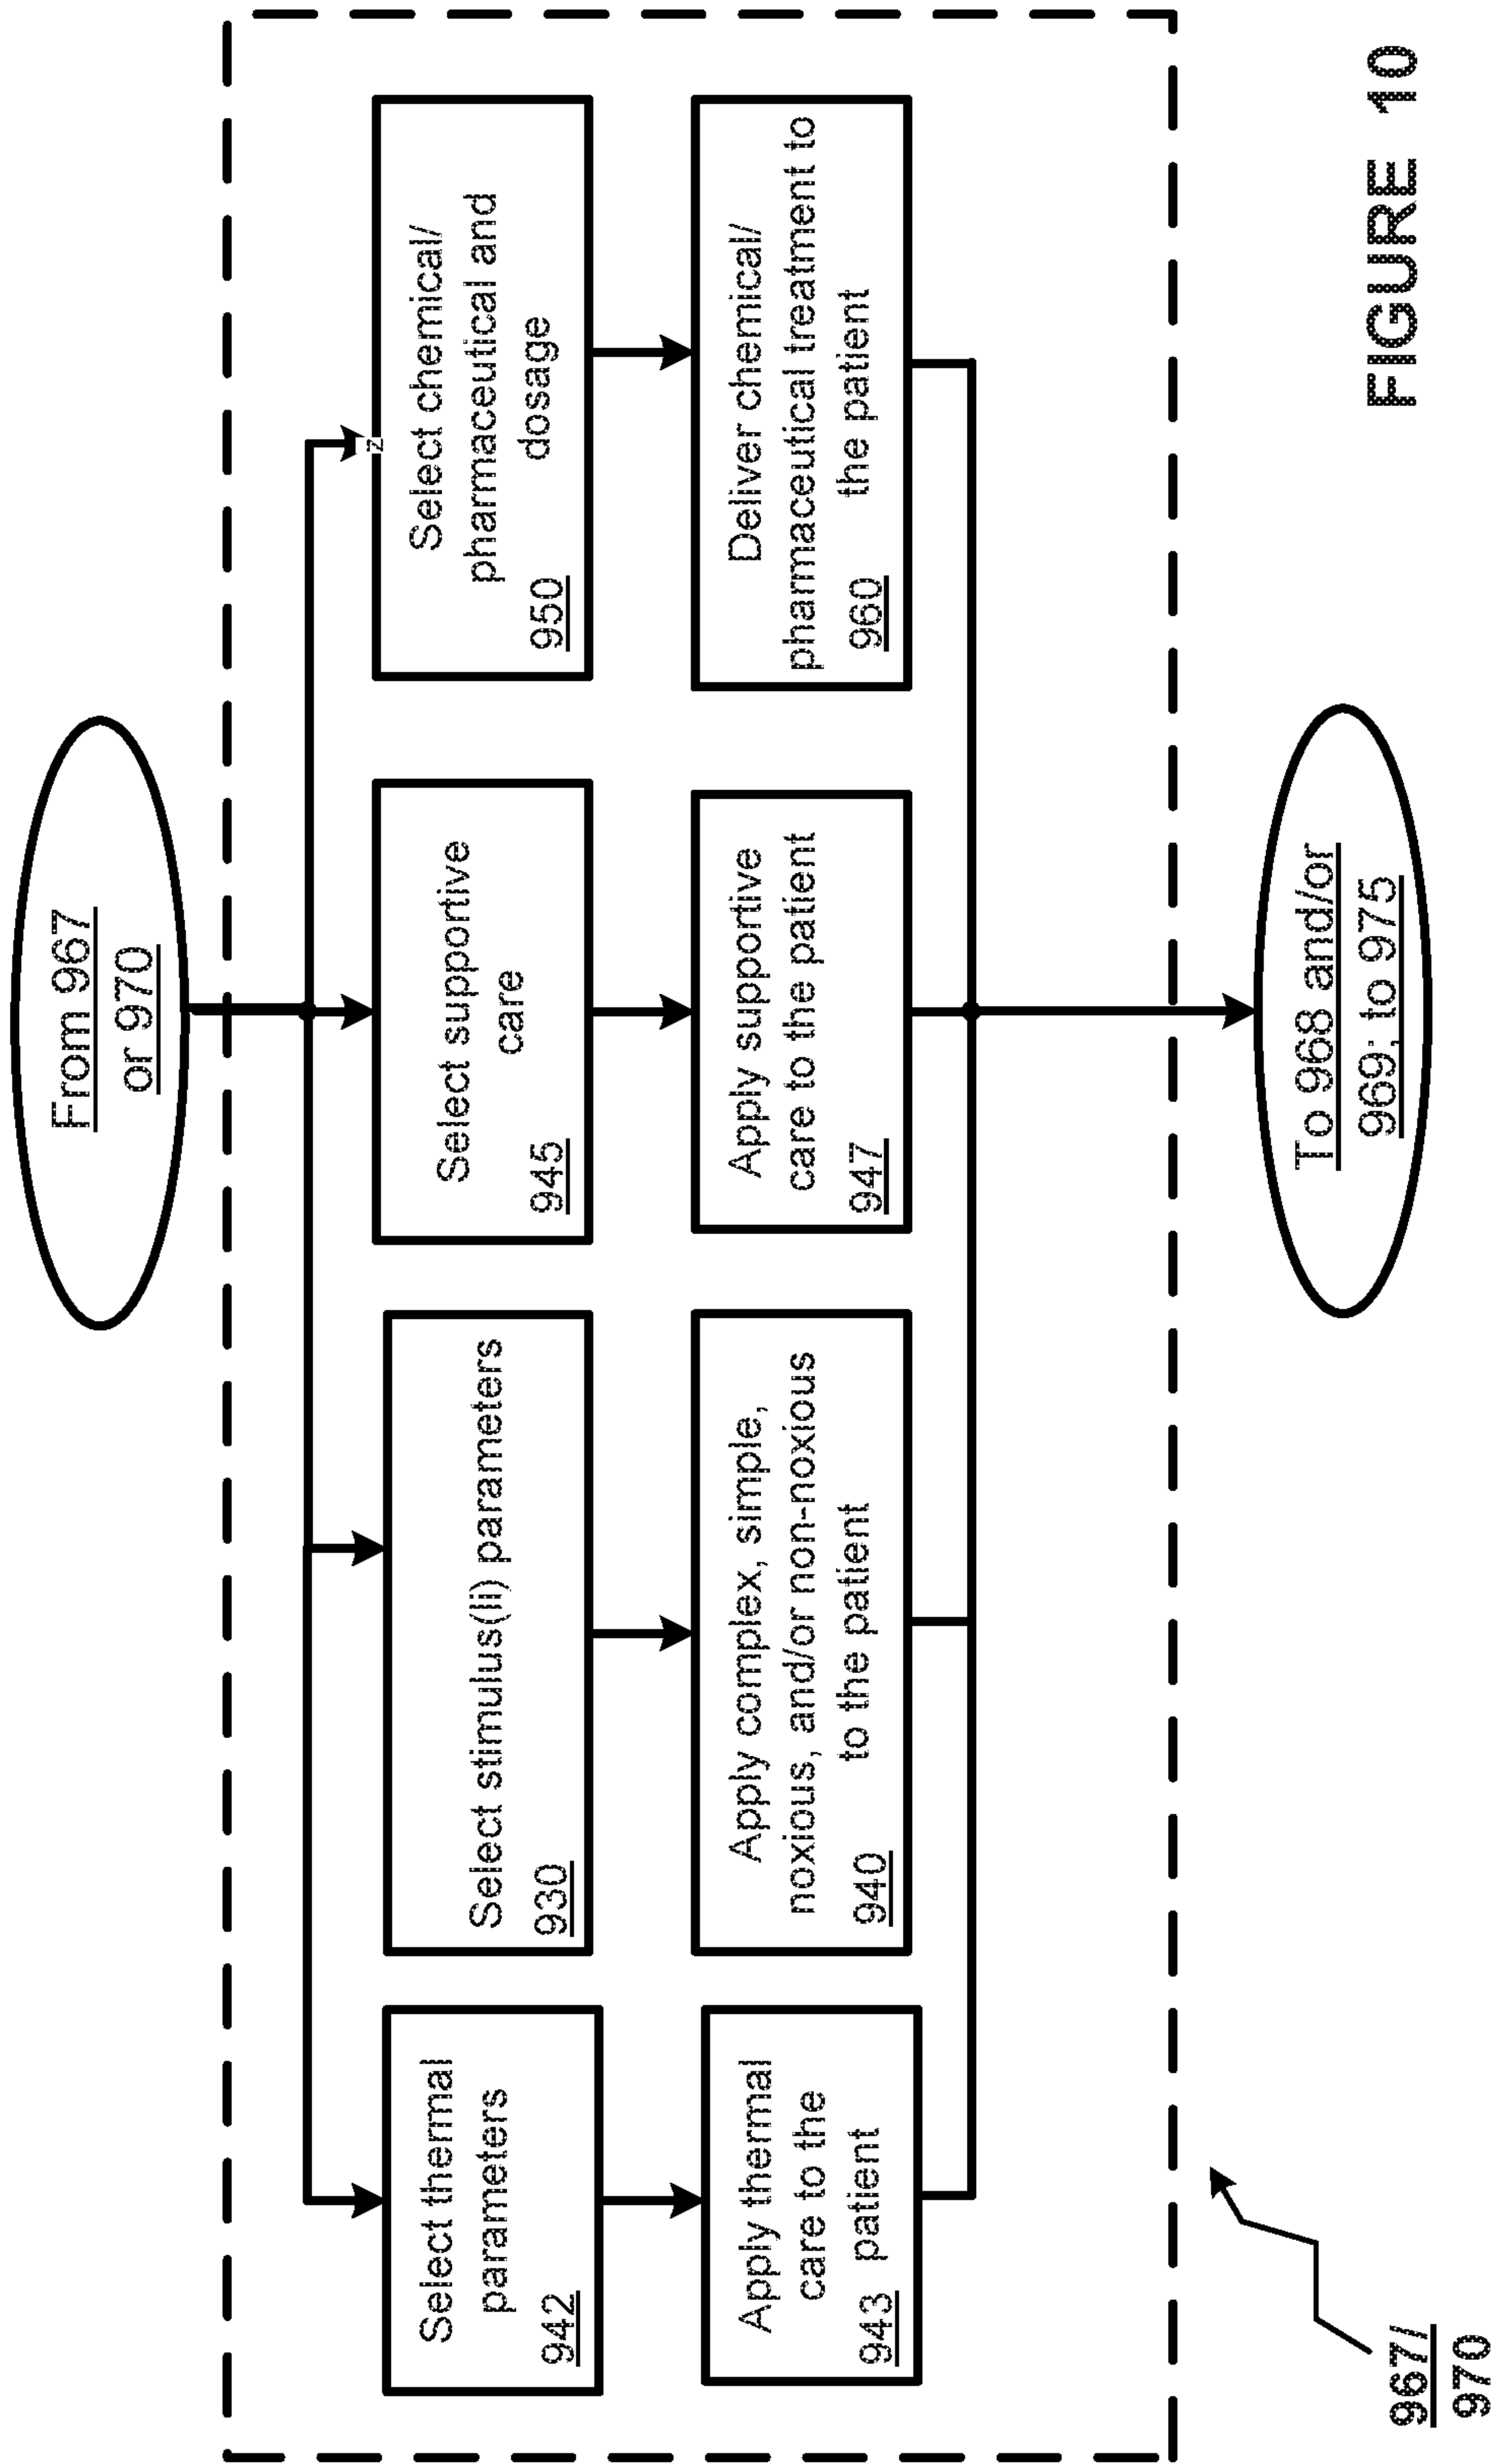 From 967
or 970
Select thermal
parameters
942
Select stimulus(li) parameters
930
Select supportive
care
945
z
Select chemical/
pharmaceutical and
dosage
950
Apply thermal
care to the
patient
943
Apply complex, simple,
noxious, and/or non-noxious
to the patient
940
Apply supportive
care to the patient
947
Deliver chemical/
pharmaceutical treatment to
the patient
960
To 968 and/or
969; to 975
967/
970
FIGURE 10